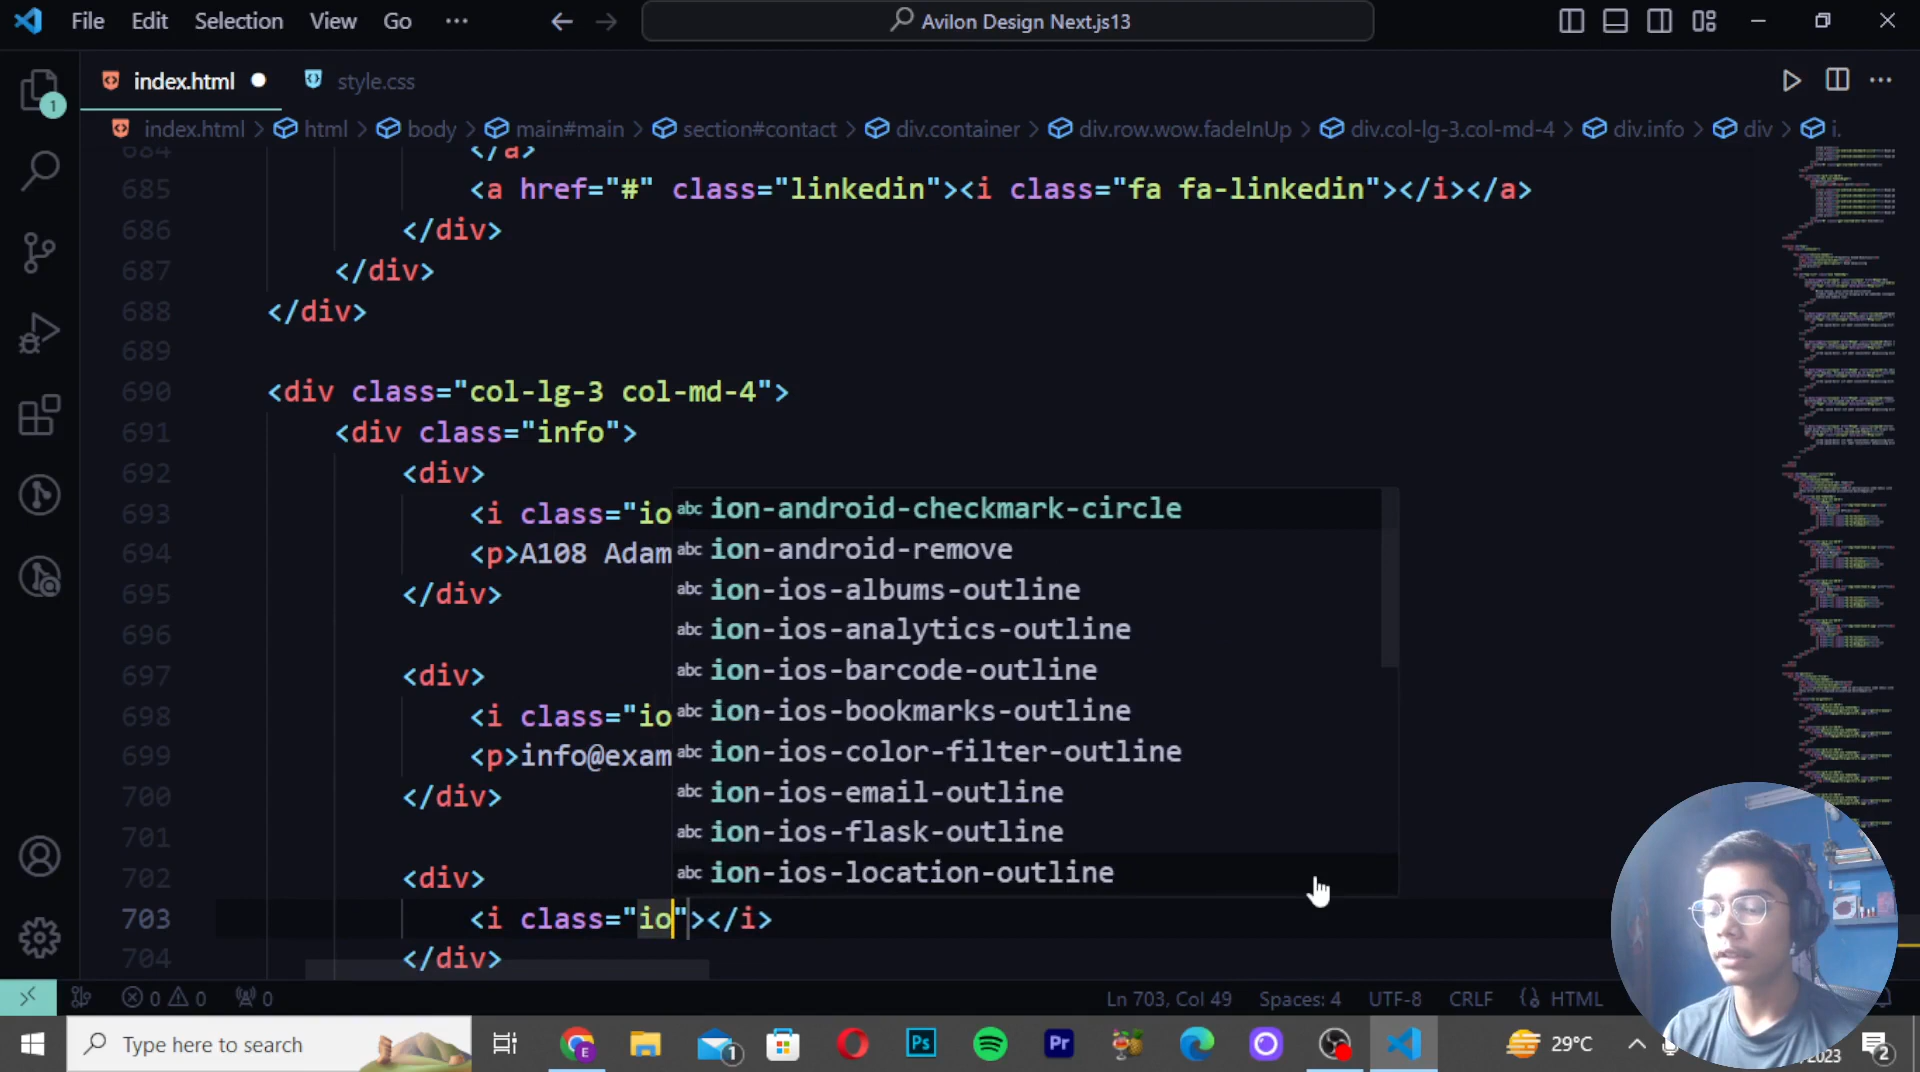 File Edit Selection View Go ···
Avilon Design Next.js13
index.html
style.css
1
index.html > html > body > main#main > section#contact > div.container > div.row.wow.fadeInUp > div.col-lg-3.col-md-4 > div.info > div > i.
684 </a>
685 <a href="#" class="linkedin"><i class="fa fa-linkedin"></i></a>
686 </div>
687 </div>
688 </div>
689
690 <div class="col-lg-3 col-md-4">
691 <div class="info">
692 <div>
693 <i class="io
694 <p>A108 Adam
695 </div>
696
697 <div>
698 <i class="io
699 <p>info@exam
700 </div>
701
702 <div>
703 <i class="io"></i>
704 </div>
abc ion-android-checkmark-circle
abc ion-android-remove
abc ion-ios-albums-outline
abc ion-ios-analytics-outline
abc ion-ios-barcode-outline
abc ion-ios-bookmarks-outline
abc ion-ios-color-filter-outline
abc ion-ios-email-outline
abc ion-ios-flask-outline
abc ion-ios-location-outline
0 0 0 Ln 703, Col 49 Spaces: 4 UTF-8 CRLF {} HTML
Type here to search
1
E
Ps
Pr
29°C
2023
2